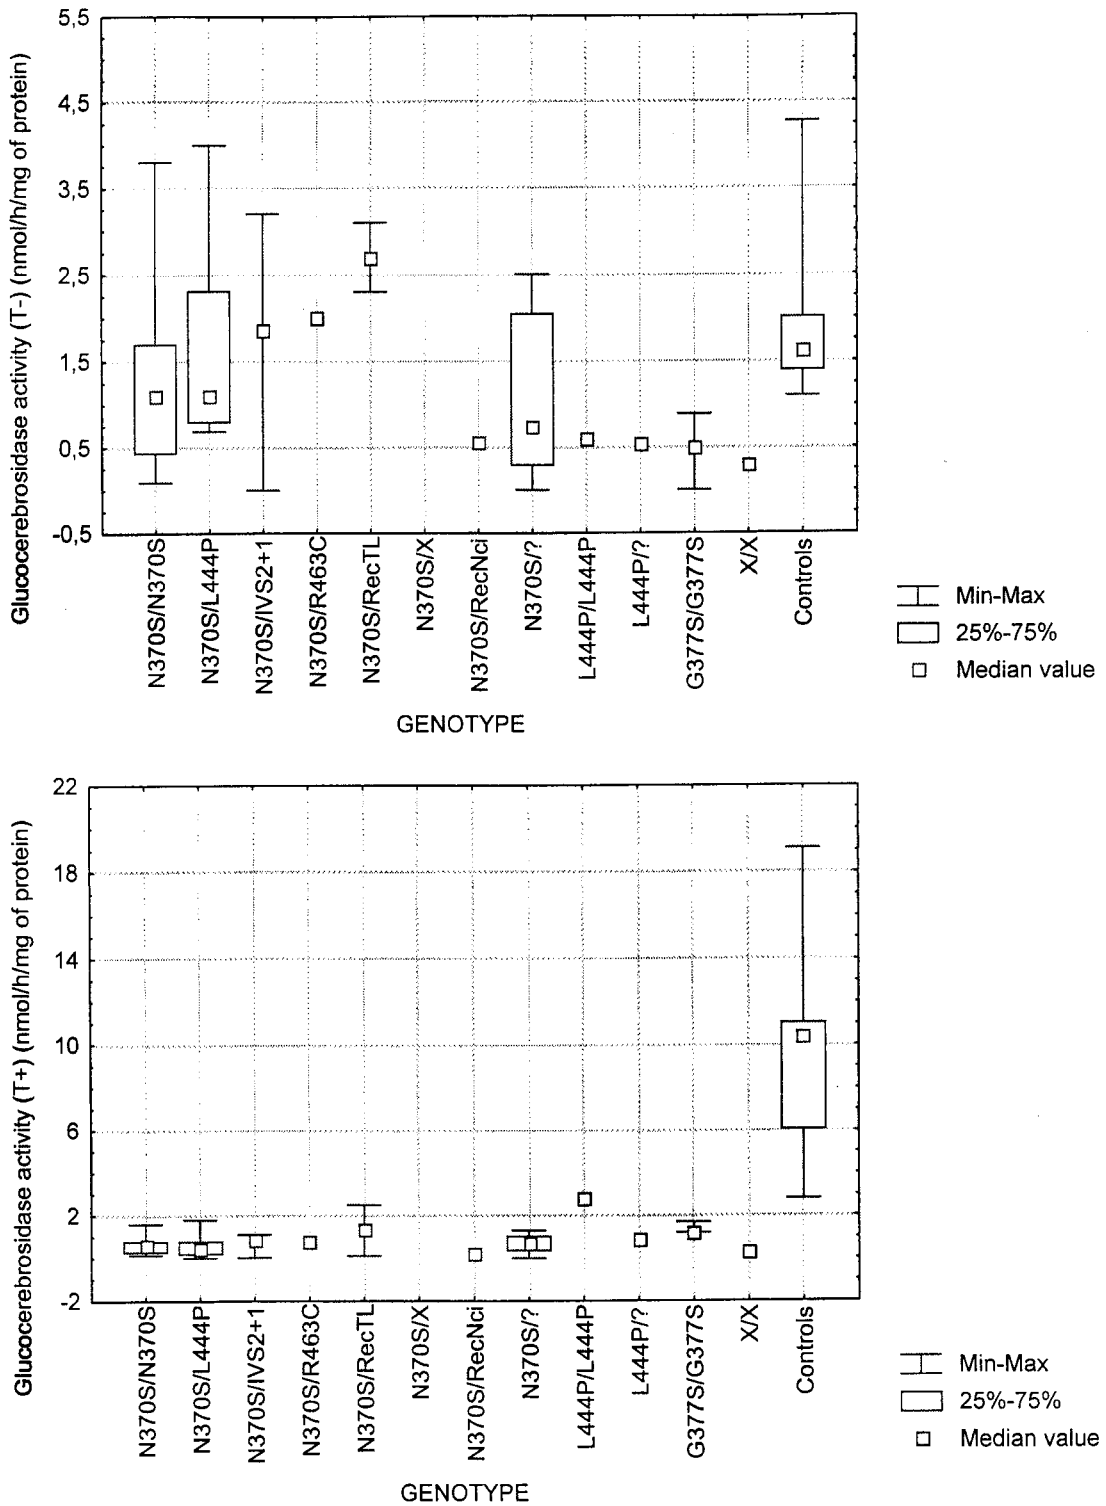 Glucocerebrosidase activity (T-) (nmol/h/mg of protein)
5,5
4,5
3,5
2,5
1,5
0,5
-0,5
N370S/N370S
N370S/L444P
N370S/IVS2+1
N370S/R463C
N370S/RecTL
N370S/X
N370S/RecNci
N370S/?
L444P/L444P
L444P/?
G377S/G377S
X/X
Controls
GENOTYPE
Min-Max
25%-75%
Median value
Glucocerebrosidase activity (T+) (nmol/h/mg of protein)
22
18
14
10
6
2
-2
N370S/N370S
N370S/L444P
N370S/IVS2+1
N370S/R463C
N370S/RecTL
N370S/X
N370S/RecNci
N370S/?
L444P/L444P
L444P/?
G377S/G377S
X/X
Controls
GENOTYPE
Min-Max
25%-75%
Median value